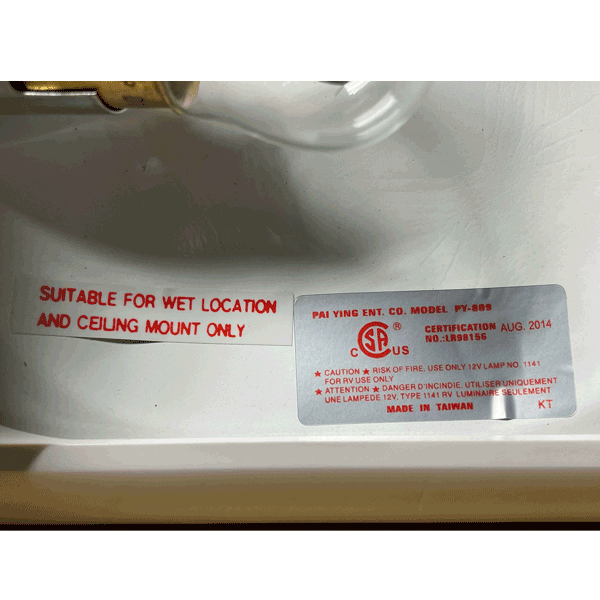 SUITABLE FOR WET LOCATION
AND CEILING MOUNT ONLY
PAI YING ENT. CO. MODEL PY-809
CSA ® C US
CERTIFICATION AUG. 2014
NO.:LR98156
★ CAUTION ★ RISK OF FIRE, USE ONLY 12V LAMP NO. 1141
FOR RV USE ONLY
★ ATTENTION ★ DANGER D'INCINDIE, UTILISER UNIQUEMENT
UNE LAMPEDE 12V, TYPE 1141 RV LUMINAIRE SEULEMENT
MADE IN TAIWAN KT